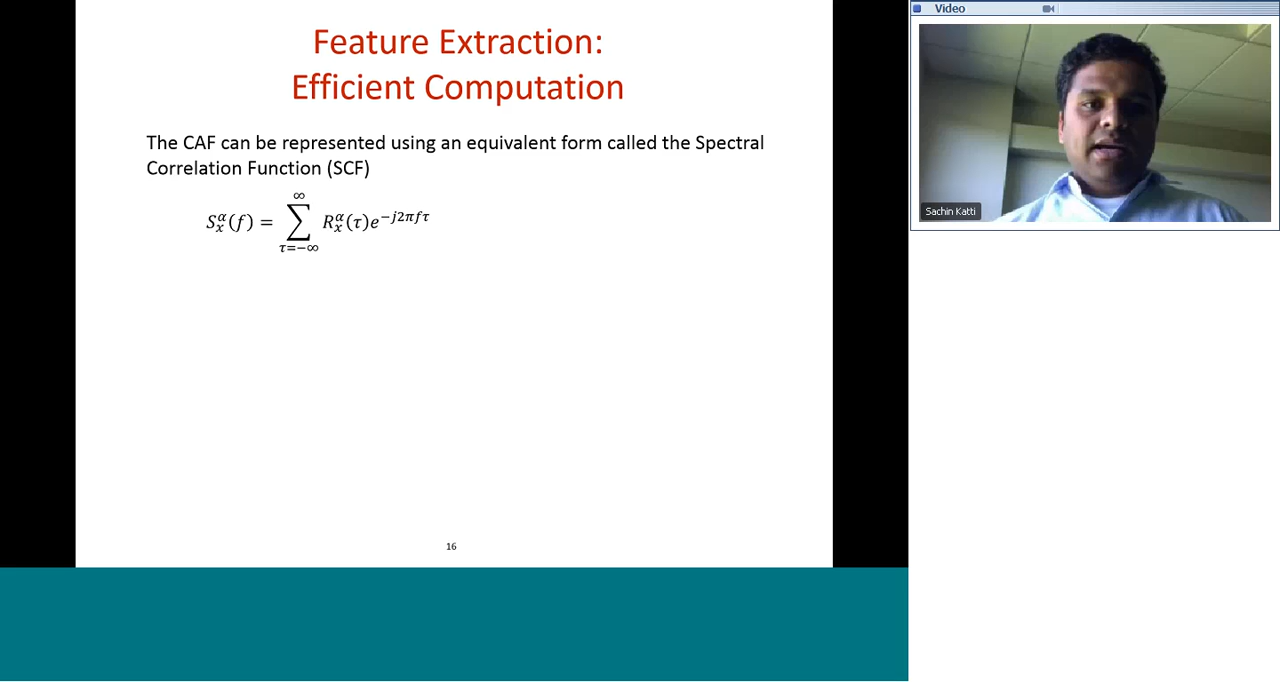 Feature Extraction:
Efficient Computation
The CAF can be represented using an equivalent form called the Spectral
Correlation Function (SCF)
∞
S_x^α(f) = ∑ R_x^α(τ)e^{−j2πfτ}
τ=−∞
16
Video
Sachin Katti